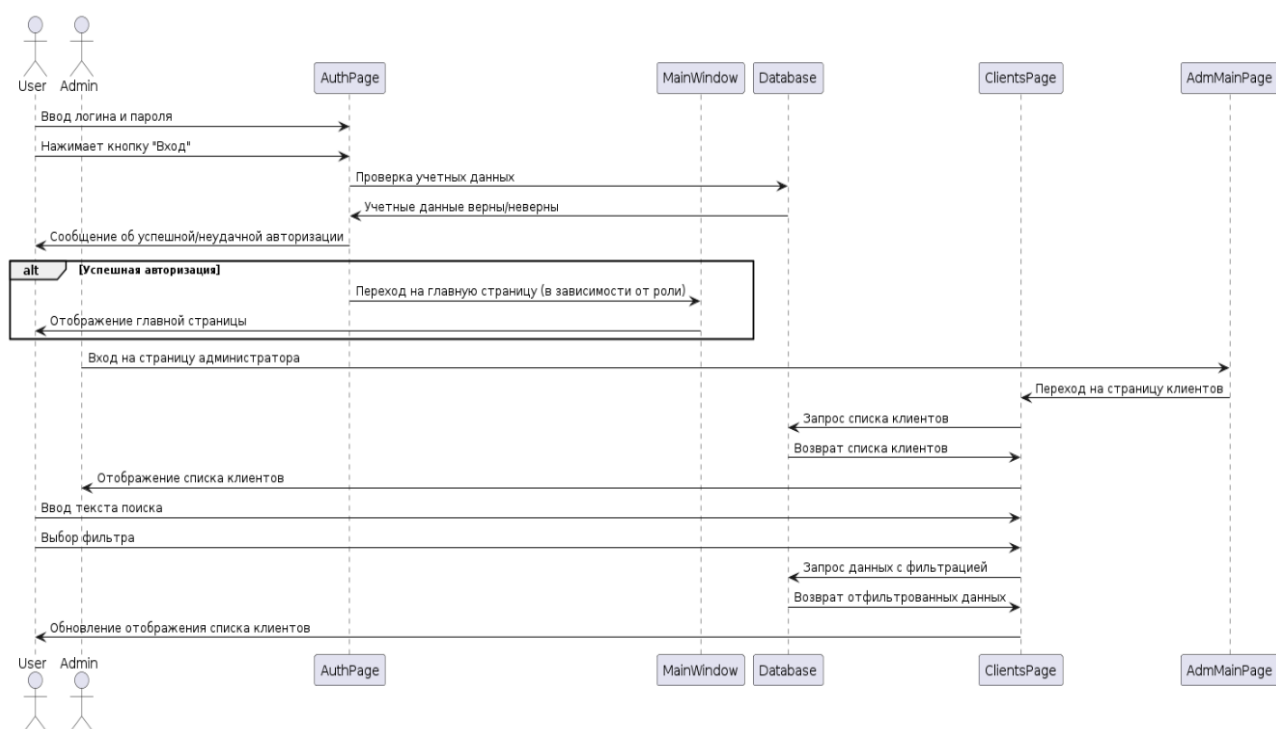 User Admin AuthPage MainWindow Database ClientsPage AdmMainPage
Ввод логина и пароля
Нажимает кнопку "Вход"
Проверка учетных данных
Учетные данные верны/неверны
Сообщение об успешной/неудачной авторизации
alt [Успешная авторизация]
Переход на главную страницу (в зависимости от роли)
Отображение главной страницы
Вход на страницу администратора
Переход на страницу клиентов
Запрос списка клиентов
Возврат списка клиентов
Отображение списка клиентов
Ввод текста поиска
Выбор фильтра
Запрос данных с фильтрацией
Возврат отфильтрованных данных
Обновление отображения списка клиентов
User Admin AuthPage MainWindow Database ClientsPage AdmMainPage